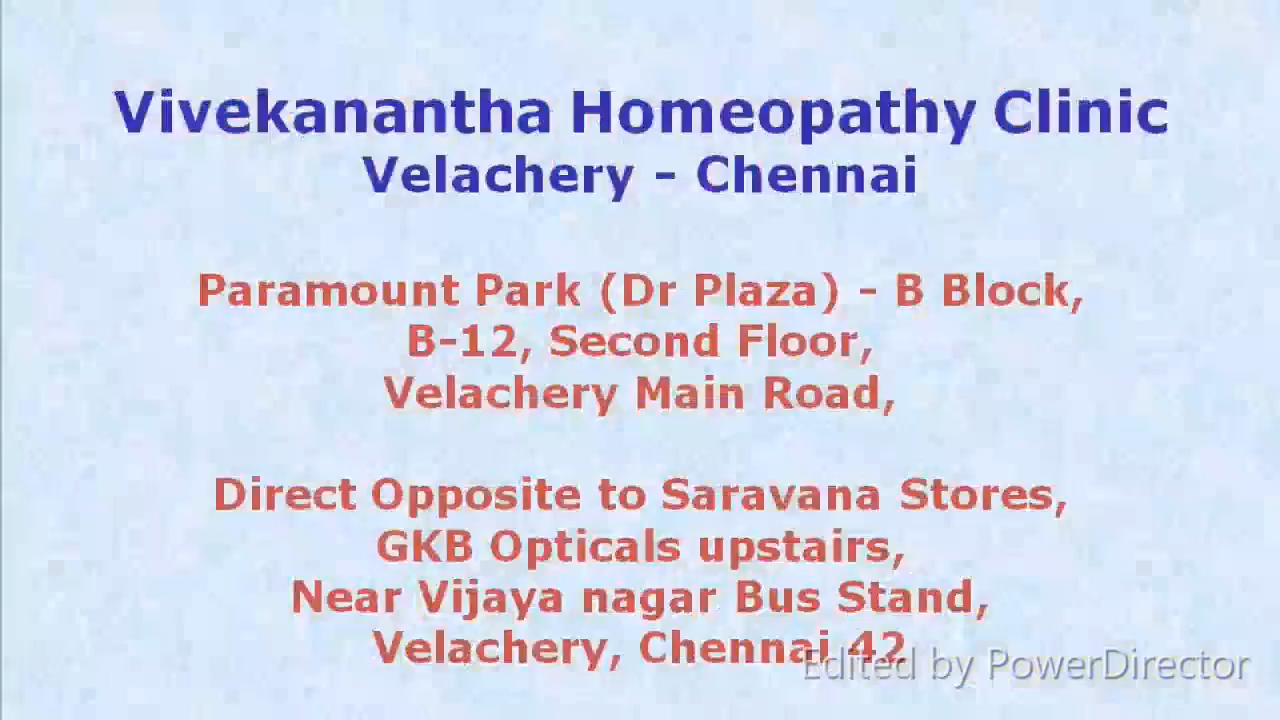 Vivekanantha Homeopathy Clinic
Velachery - Chennai
Paramount Park (Dr Plaza) - B Block,
B-12, Second Floor,
Velachery Main Road,
Direct Opposite to Saravana Stores,
GKB Opticals upstairs,
Near Vijaya nagar Bus Stand,
Velachery, Chennai 42
Edited by PowerDirector